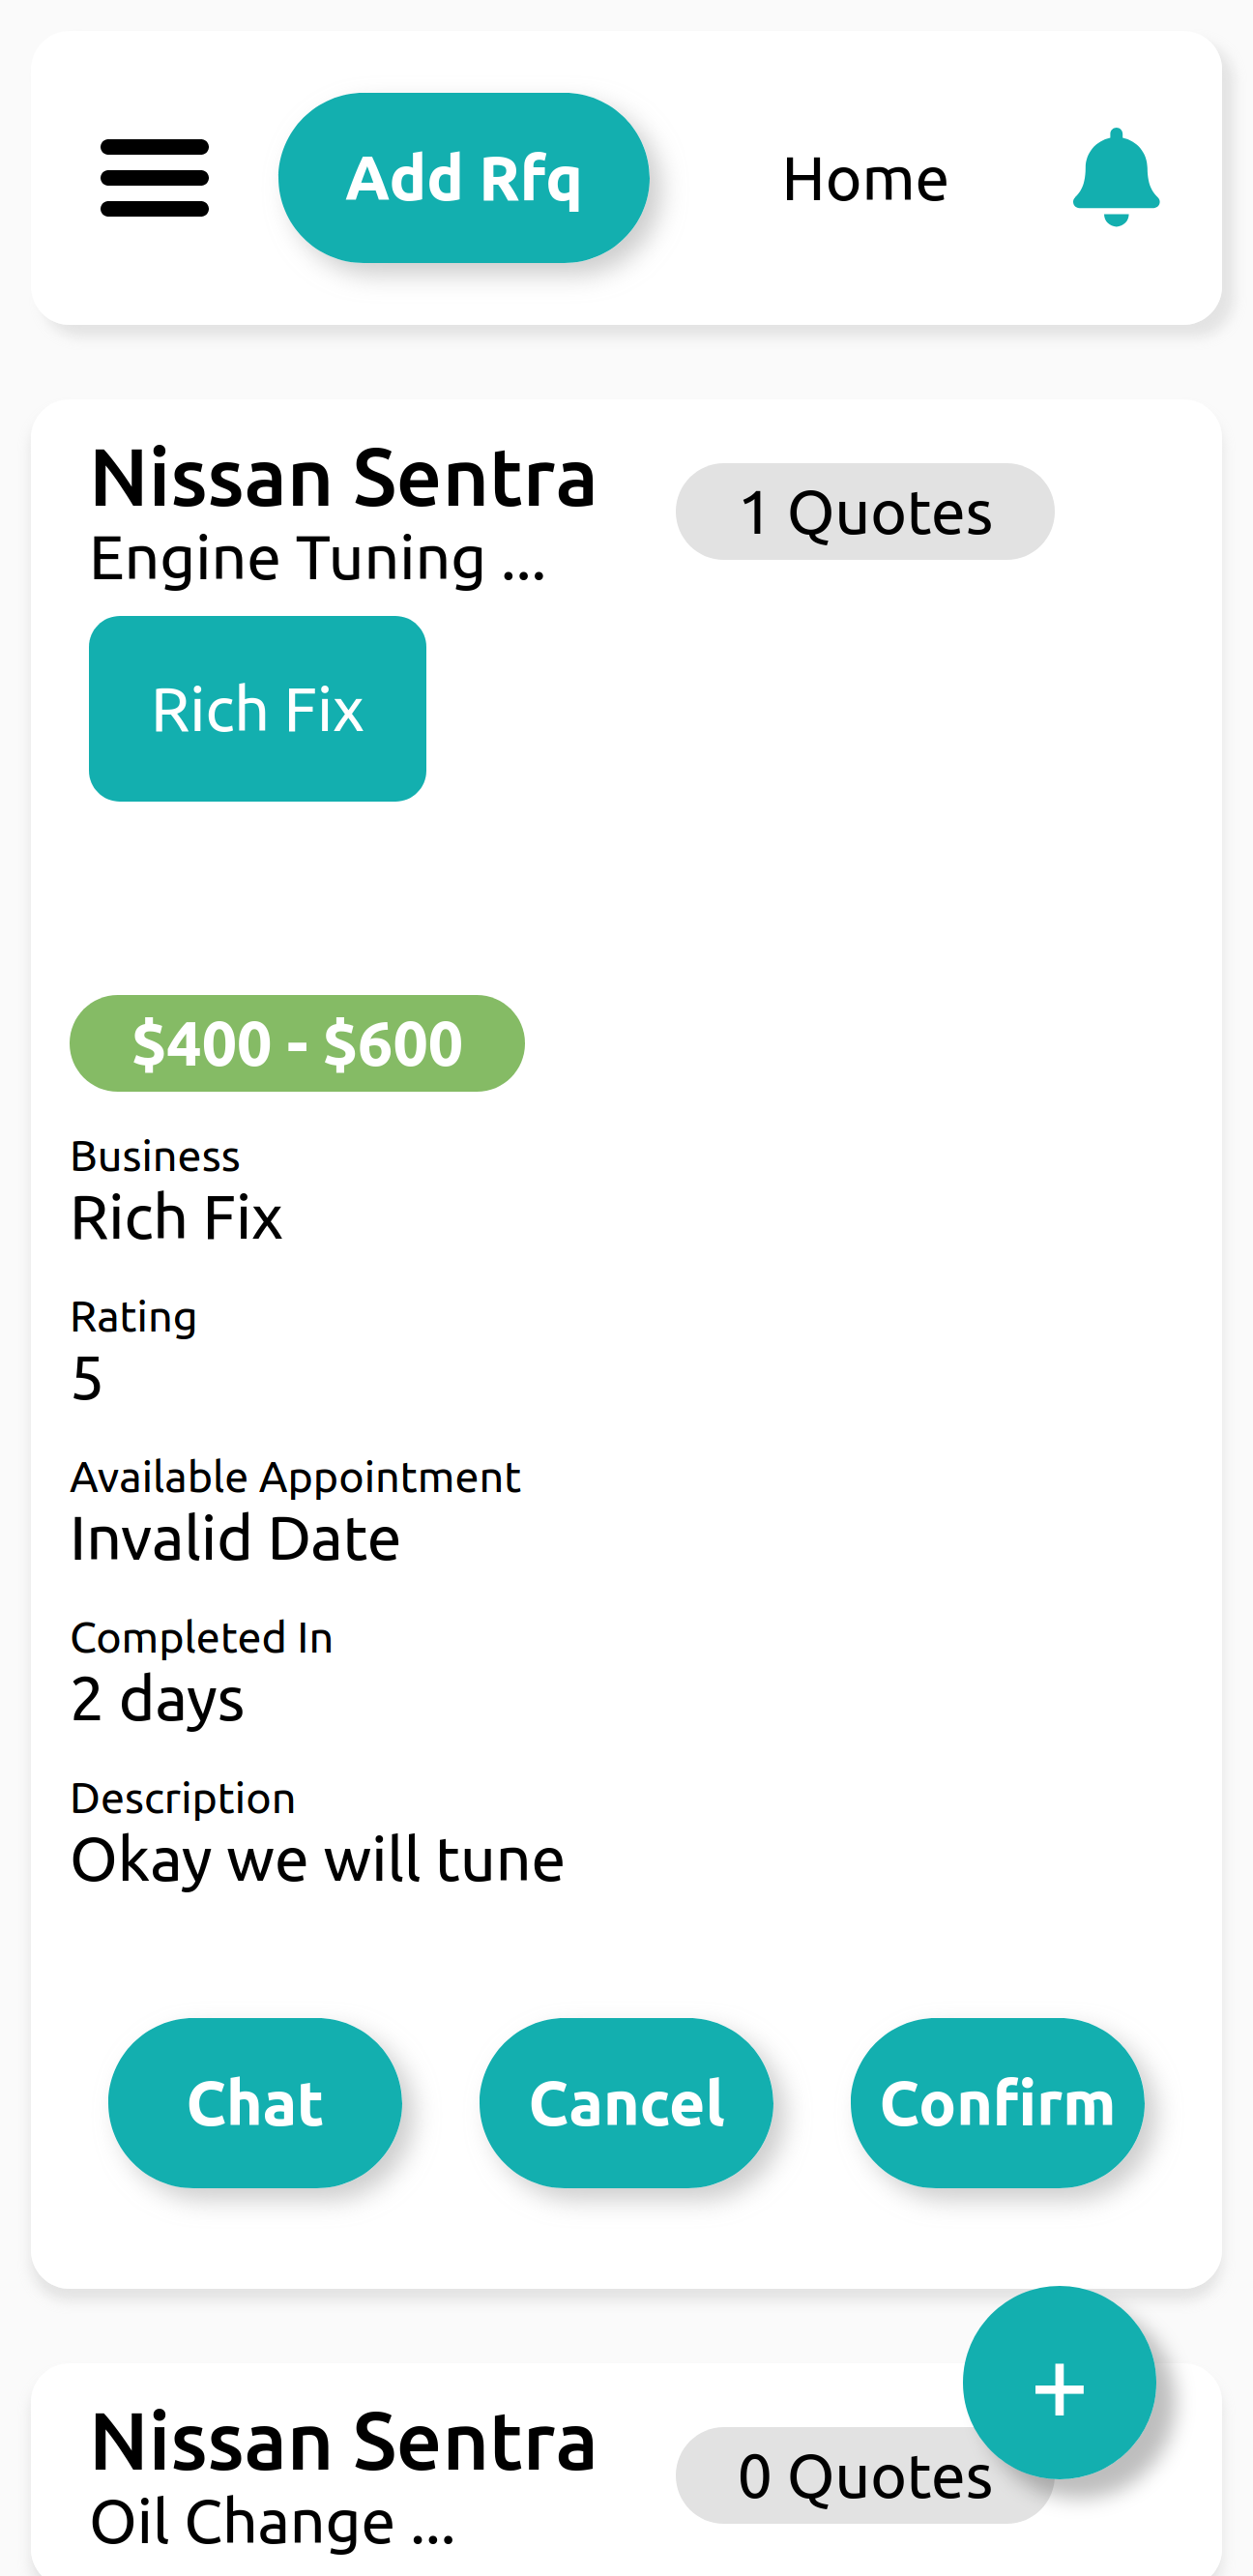 Add Rfq
Home
Nissan Sentra
1 Quotes
Engine Tuning ...
Rich Fix
$400 - $600
Business
Rich Fix
Rating
5
Available Appointment
Invalid Date
Completed In
2 days
Description
Okay we will tune
Chat
Cancel
Confirm
+
Nissan Sentra
0 Quotes
Oil Change ...